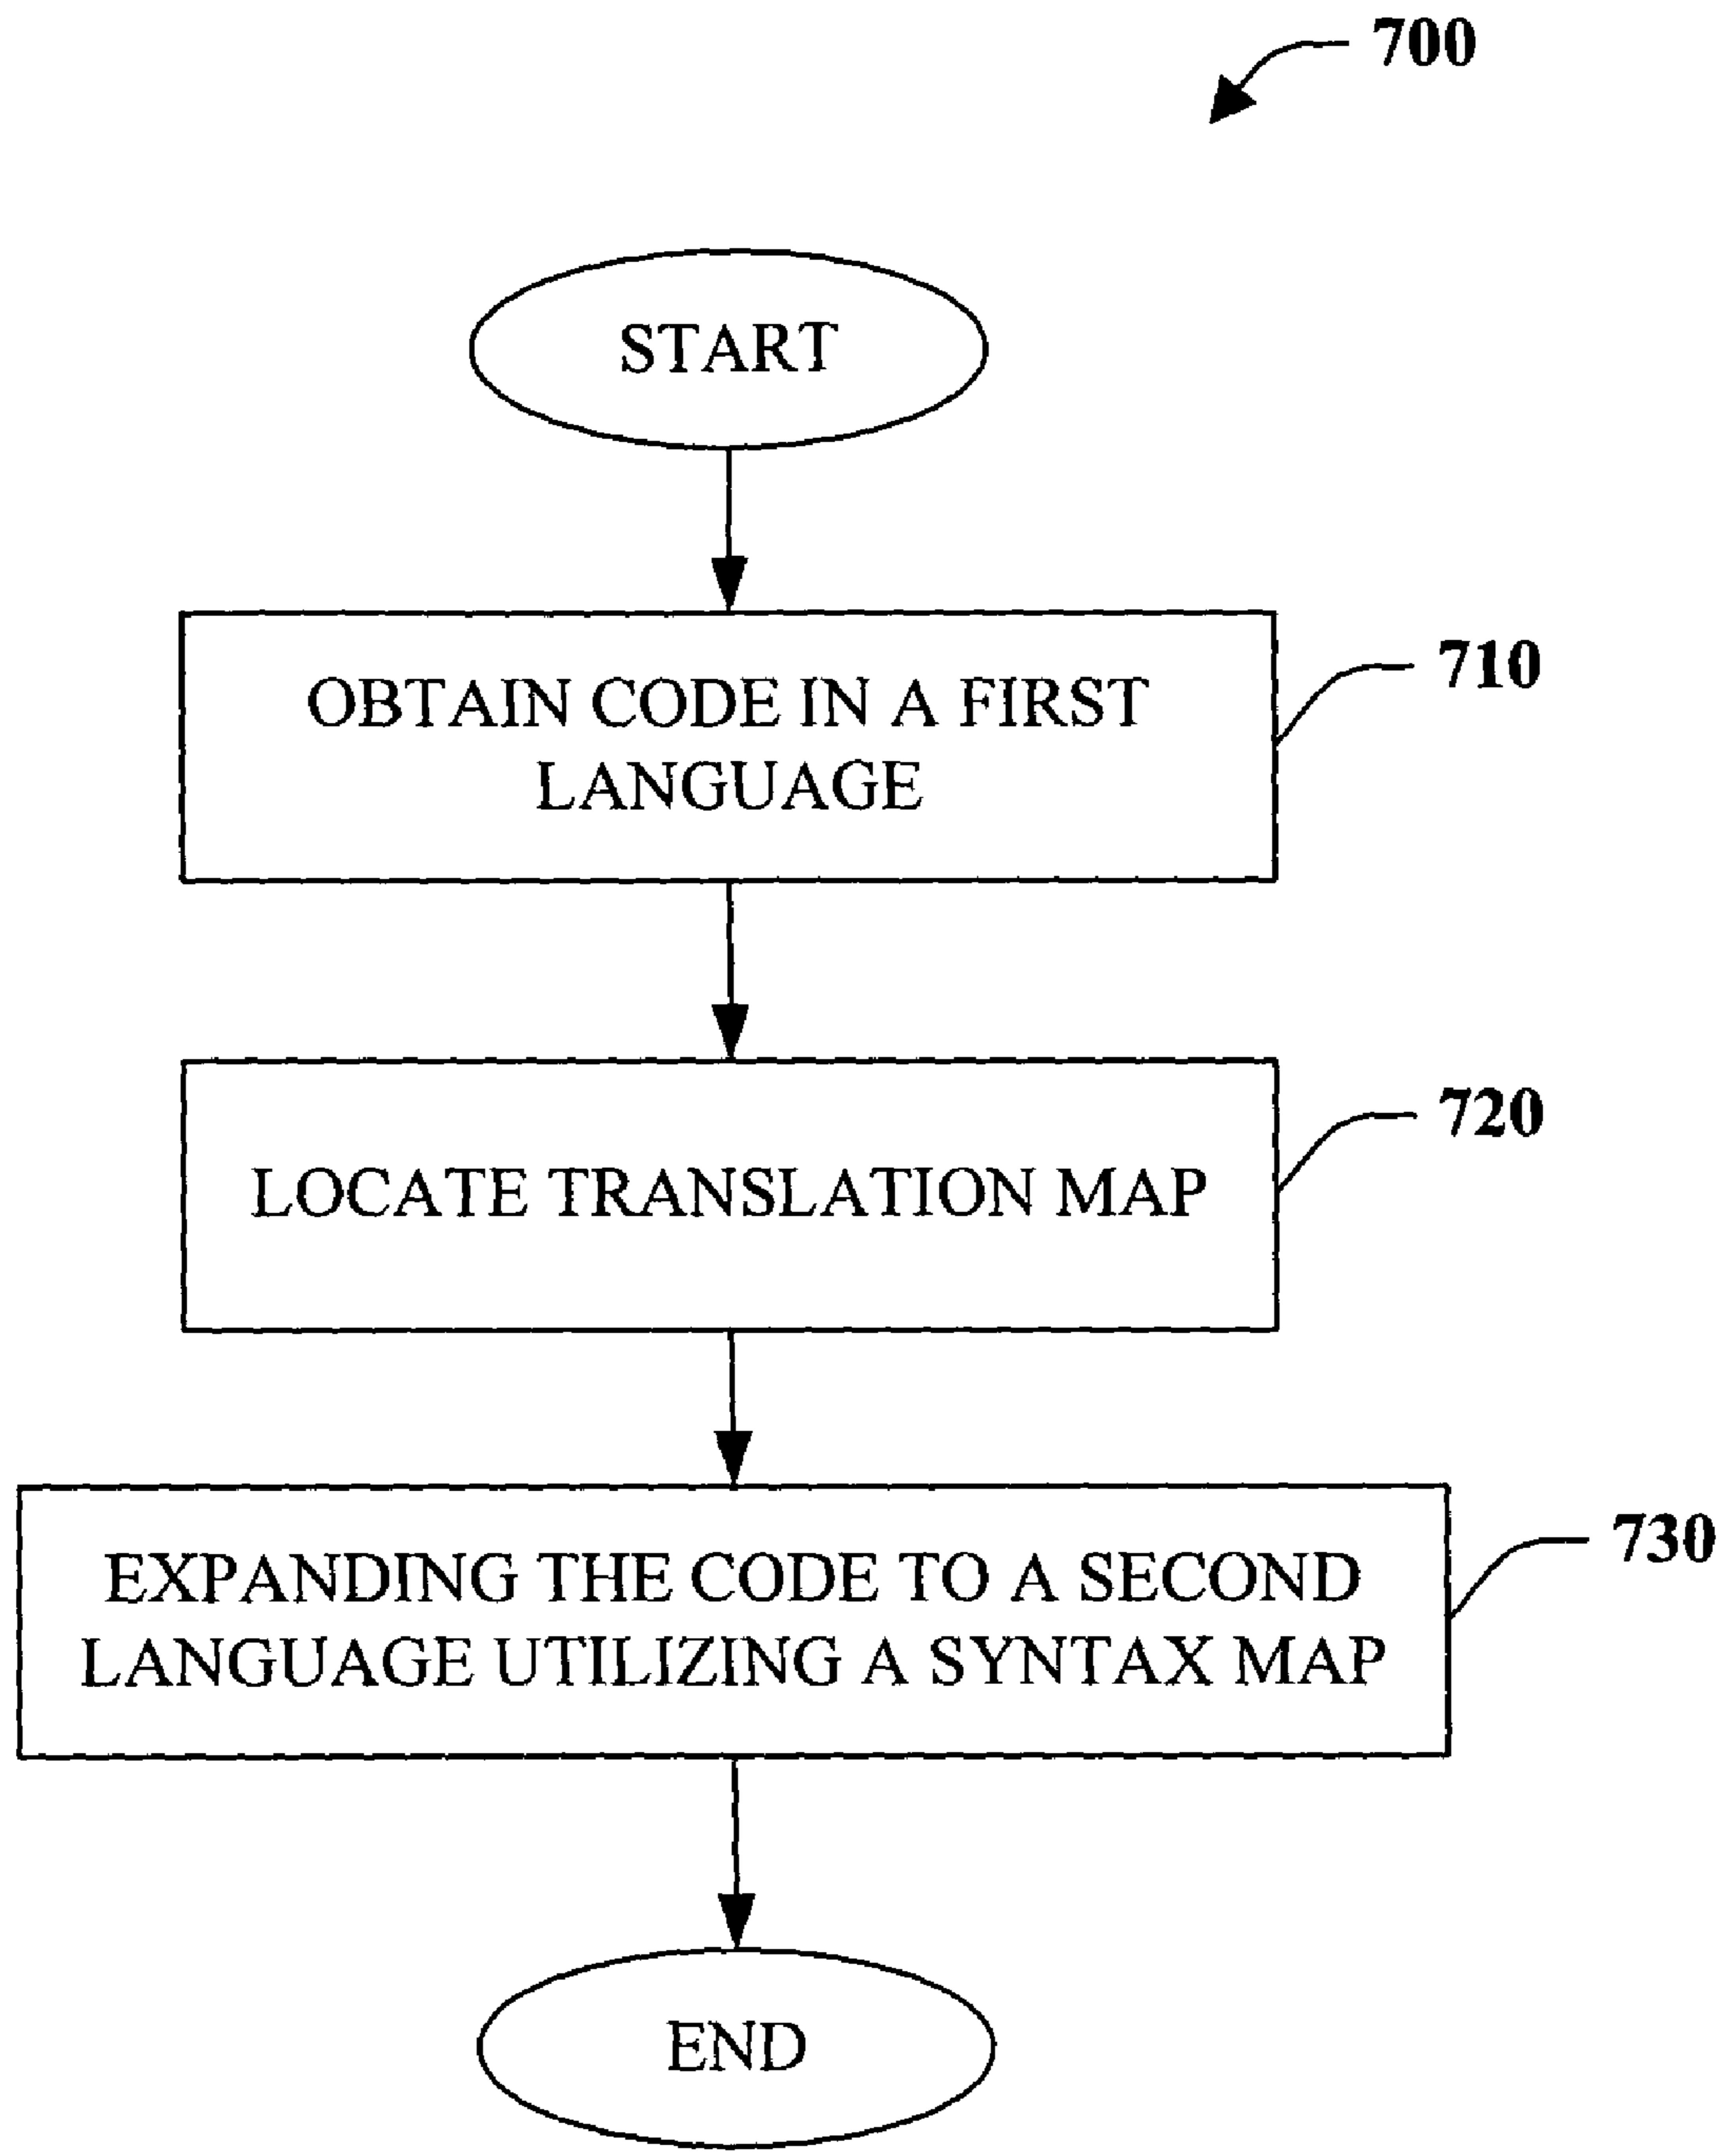 700
START
OBTAIN CODE IN A FIRST
LANGUAGE
710
LOCATE TRANSLATION MAP
720
EXPANDING THE CODE TO A SECOND
LANGUAGE UTILIZING A SYNTAX MAP
730
END